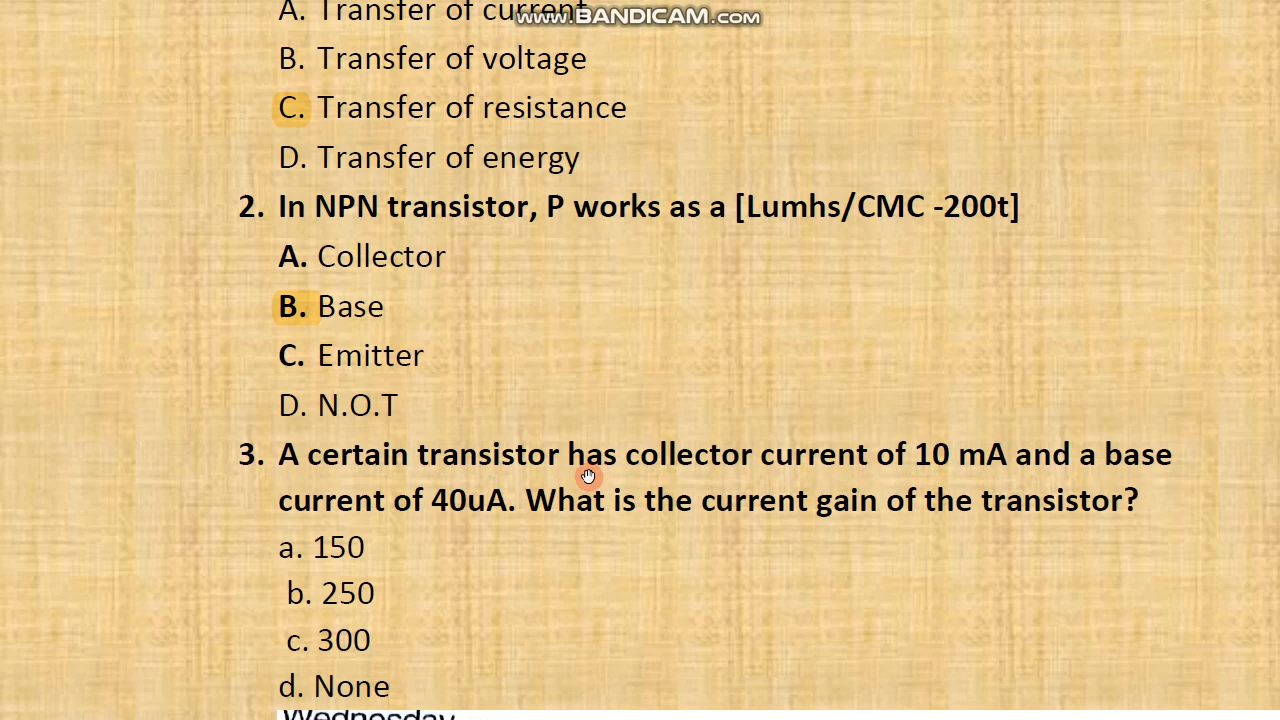 A. Transfer of current
www.BANDICAM.com
B. Transfer of voltage
C. Transfer of resistance
D. Transfer of energy
2. In NPN transistor, P works as a [Lumhs/CMC -200t]
A. Collector
B. Base
C. Emitter
D. N.O.T
3. A certain transistor has collector current of 10 mA and a base
current of 40uA. What is the current gain of the transistor?
a. 150
b. 250
c. 300
d. None
Wednesday